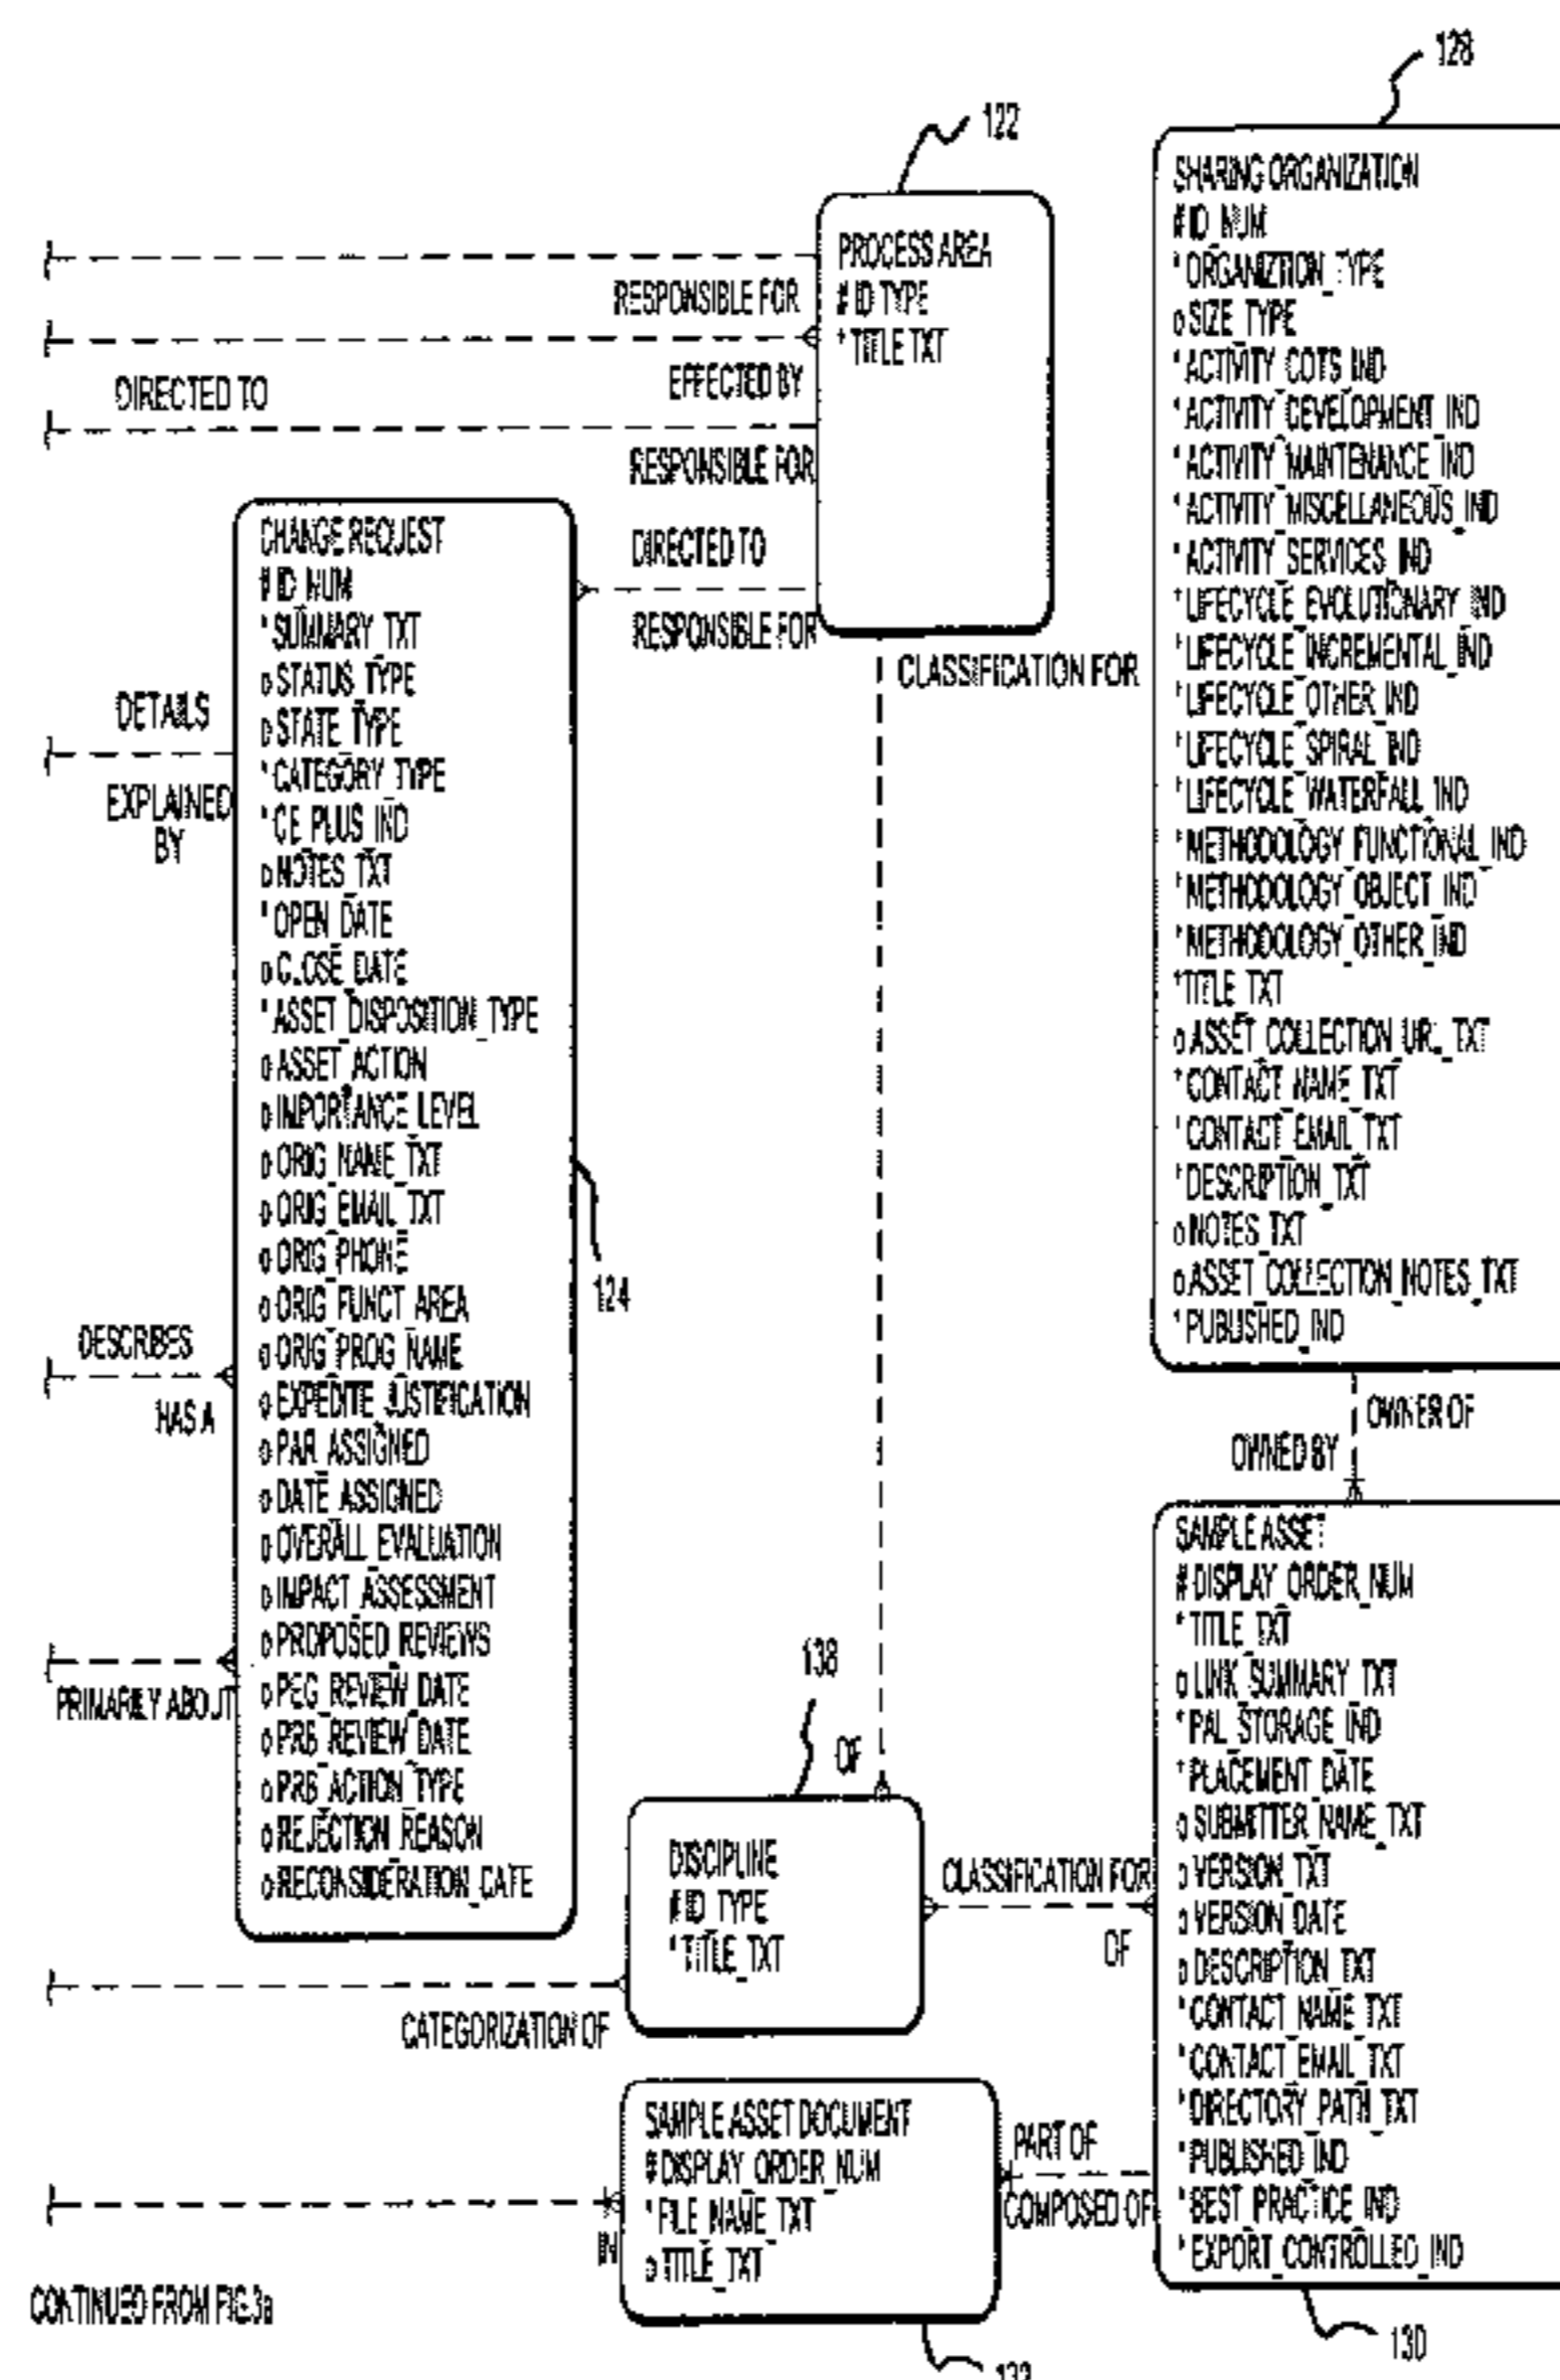 128
122
SHARING ORGANIZATION
# ID_NUM
* ORGANIZTION_TYPE
o SIZE_TYPE
* ACTIVITY_COTS_IND
* ACTIVITY_DEVELOPMENT_IND
* ACTIVITY_MAINTENANCE_IND
* ACTIVITY_MISCELLANEOUS_IND
* ACTIVITY_SERVICES_IND
* LIFECYCLE_EVOLUTIONARY_IND
* LIFECYCLE_INCREMENTAL_IND
* LIFECYCLE_OTHER_IND
* LIFECYCLE_SPIRAL_IND
* LIFECYCLE_WATERFALL_IND
* METHODOLOGY_FUNCTIONAL_IND
* METHODOLOGY_OBJECT_IND
* METHODOLOGY_OTHER_IND
* TITLE_TXT
o ASSET_COLLECTION_URL_TXT
* CONTACT_NAME_TXT
* CONTACT_EMAIL_TXT
* DESCRIPTION_TXT
o NOTES_TXT
o ASSET_COLLECTION_NOTES_TXT
* PUBLISHED_IND
PROCESS AREA
# ID TYPE
* TITLE TXT
RESPONSIBLE FOR
EFFECTED BY
DIRECTED TO
RESPONSIBLE FOR
DIRECTED TO
RESPONSIBLE FOR
CLASSIFICATION FOR
CHANGE REQUEST
# ID_NUM
* SUMMARY_TXT
o STATUS_TYPE
o STATE_TYPE
* CATEGORY_TYPE
* CE_PLUS_IND
o NOTES_TXT
* OPEN_DATE
o CLOSE_DATE
* ASSET_DISPOSITION_TYPE
o ASSET_ACTION
o IMPORTANCE_LEVEL
o ORIG_NAME_TXT
o ORIG_EMAIL_TXT
o ORIG_PHONE
o ORIG_FUNCT_AREA
o ORIG_PROG_NAME
o EXPEDITE_JUSTIFICATION
o PAR_ASSIGNED
o DATE_ASSIGNED
o OVERALL_EVALUATION
o IMPACT_ASSESSMENT
o PROPOSED_REVIEWS
o PEG_REVIEW_DATE
o PRB_REVIEW_DATE
o PRB_ACTION_TYPE
o REJECTION_REASON
o RECONSIDERATION_DATE
124
DETAILS
EXPLAINED
BY
DESCRIBES
HAS A
PRIMARILY ABOUT
OWNER OF
OWNED BY
SAMPLE ASSET
# DISPLAY_ORDER_NUM
* TITLE_TXT
o LINK_SUMMARY_TXT
* PAL_STORAGE_IND
* PLACEMENT_DATE
o SUBMITTER_NAME_TXT
o VERSION_TXT
o VERSION_DATE
o DESCRIPTION_TXT
* CONTACT_NAME_TXT
* CONTACT_EMAIL_TXT
* DIRECTORY_PATH_TXT
* PUBLISHED_IND
* BEST_PRACTICE_IND
* EXPORT_CONTROLLED_IND
138
OF
DISCIPLINE
# ID_TYPE
* TITLE_TXT
CLASSIFICATION FOR
OF
CATEGORIZATION OF
SAMPLE ASSET DOCUMENT
# DISPLAY_ORDER_NUM
* FILE_NAME_TXT
o TITLE_TXT
PART OF
COMPOSED OF
IN
CONTINUED FROM FIG.3a
130